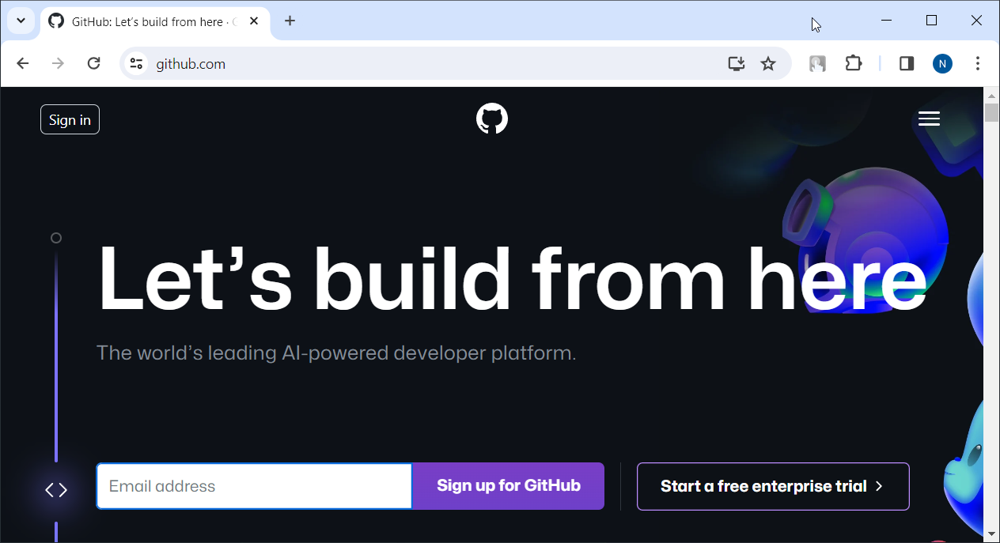 GitHub: Let's build from here ·
github.com
N
Sign in
Let’s build from here
The world’s leading AI-powered developer platform.
Email address
Sign up for GitHub
Start a free enterprise trial